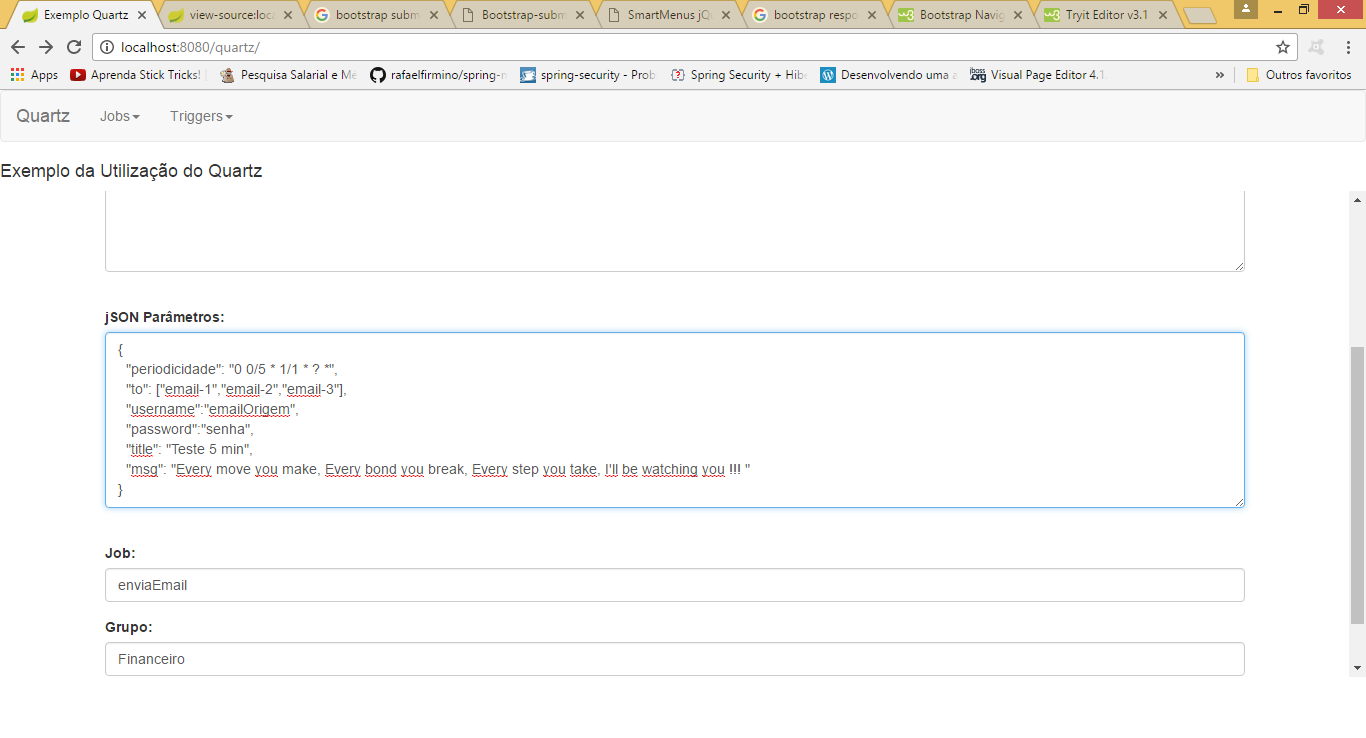 Exemplo Quartz
view-source:loca
bootstrap subm
Bootstrap-subm
SmartMenus jQ
bootstrap respo
Bootstrap Navig
Tryit Editor v3.1
localhost:8080/quartz/
Apps
Aprenda Stick Tricks!
Pesquisa Salarial e Me
rafaelfirmino/spring-m
spring-security - Prob
Spring Security + Hibe
Desenvolvendo uma a
Visual Page Editor 4.1
»
Outros favoritos
Quartz
Jobs
Triggers
Exemplo da Utilização do Quartz
jSON Parâmetros:
{
"periodicidade": "0 0/5 * 1/1 * ? *",
"to": ["email-1","email-2","email-3"],
"username":"emailOrigem",
"password":"senha",
"title": "Teste 5 min",
"msg": "Every move you make, Every bond you break, Every step you take, I'll be watching you !!! "
}
Job:
enviaEmail
Grupo:
Financeiro